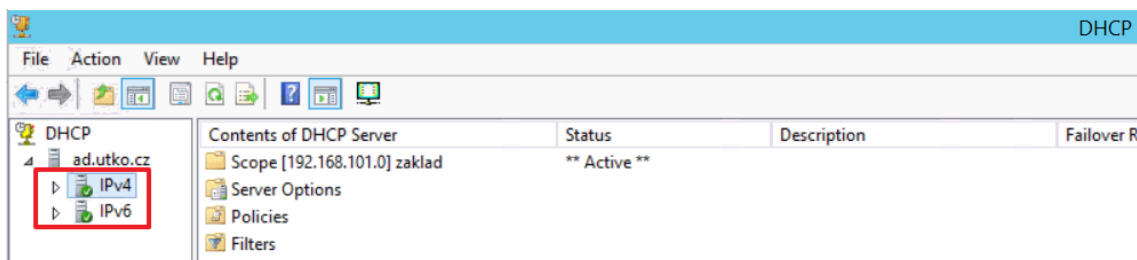 DHCP
File Action View Help
DHCP
Contents of DHCP Server Status Description Failover R
ad.utko.cz
Scope [192.168.101.0] zaklad ** Active **
IPv4
Server Options
IPv6
Policies
Filters